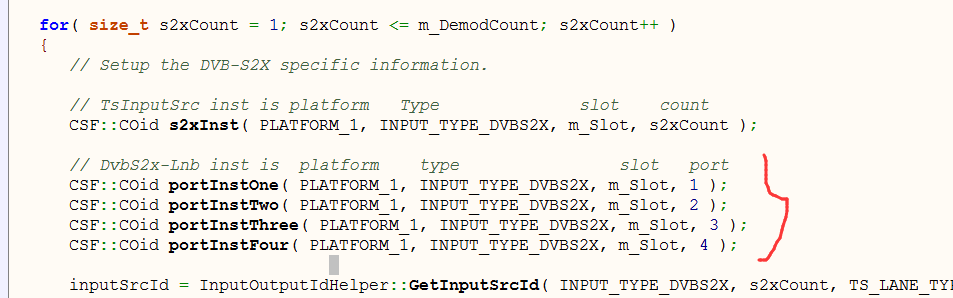 for( size_t s2xCount = 1; s2xCount <= m_DemodCount; s2xCount++ )
{
// Setup the DVB-S2X specific information.
// TsInputSrc inst is platform Type slot count
CSF::COid s2xInst( PLATFORM_1, INPUT_TYPE_DVBS2X, m_Slot, s2xCount );
// DvbS2x-Lnb inst is platform type slot port
CSF::COid portInstOne( PLATFORM_1, INPUT_TYPE_DVBS2X, m_Slot, 1 );
CSF::COid portInstTwo( PLATFORM_1, INPUT_TYPE_DVBS2X, m_Slot, 2 );
CSF::COid portInstThree( PLATFORM_1, INPUT_TYPE_DVBS2X, m_Slot, 3 );
CSF::COid portInstFour( PLATFORM_1, INPUT_TYPE_DVBS2X, m_Slot, 4 );
inputSrcId = InputOutputIdHelper::GetInputSrcId( INPUT_TYPE_DVBS2X, s2xCount, TS_LANE_TYP